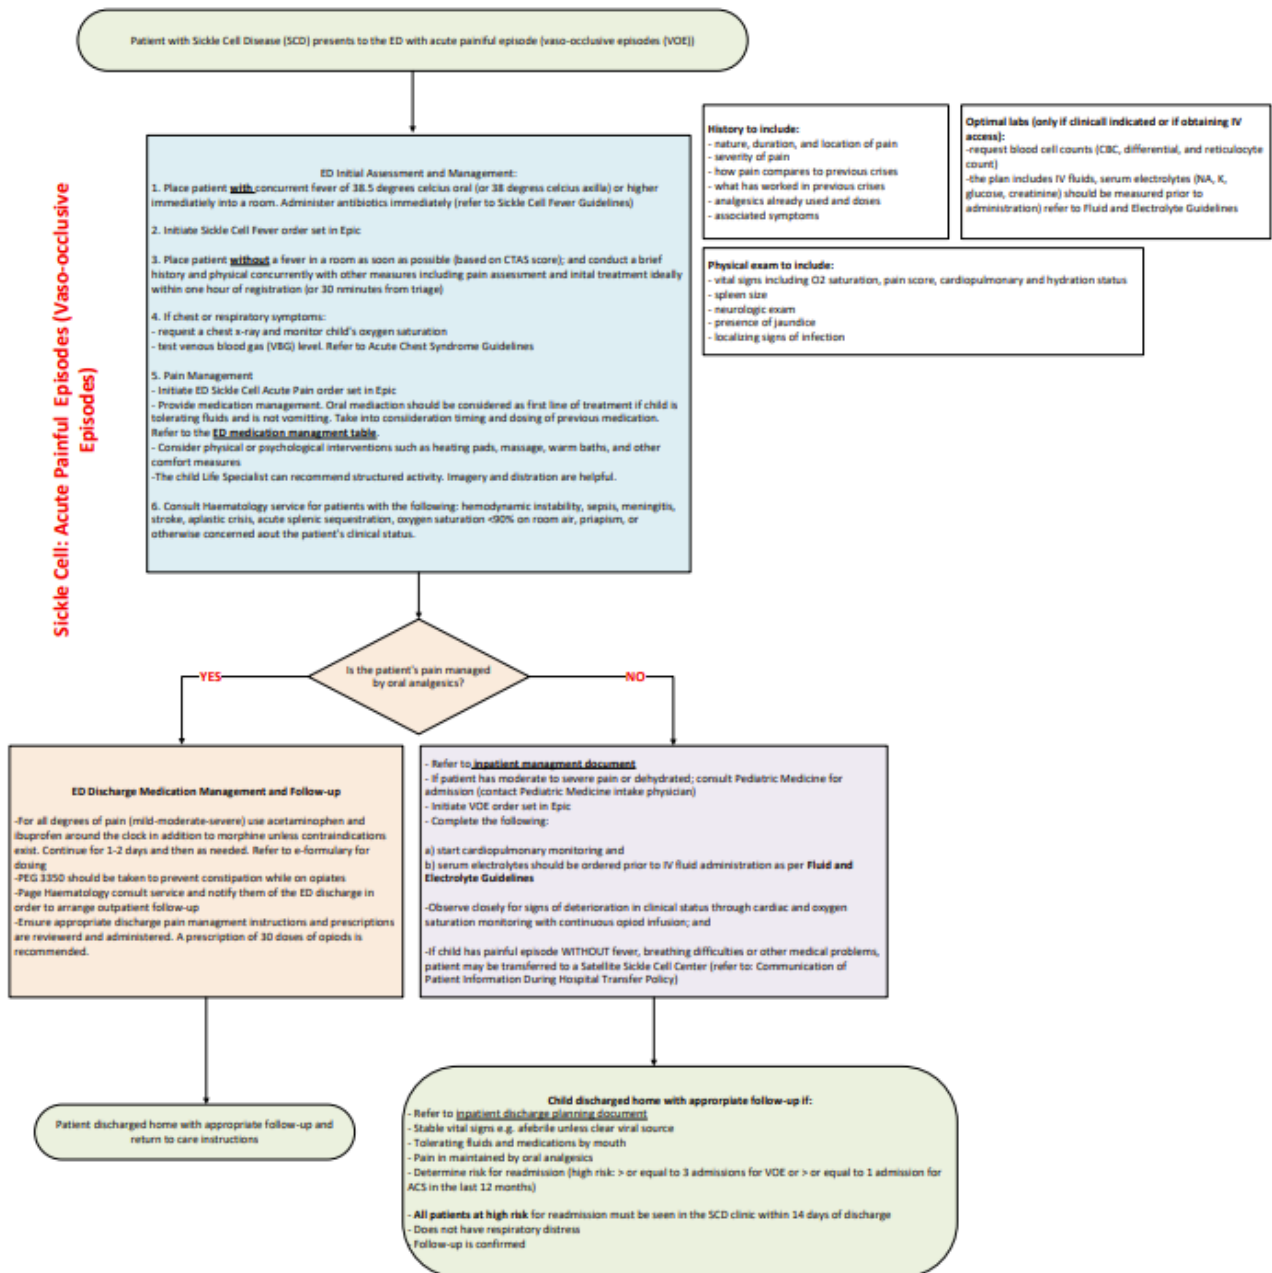 Patient with Sickle Cell Disease (SCD) presents to the ED with acute painiful episode (vaso-occlusive episodes (VOE))
Sickle Cell: Acute Painful Episodes (Vaso-occlusive
Episodes)
ED Initial Assessment and Management:
1. Place patient with concurrent fever of 38.5 degrees celcius oral (or 38 degress celcius axilla) or higher
immediatiely into a room. Administer antibiotics immediately (refer to Sickle Cell Fever Guidelines)
2. Initiate Sickle Cell Fever order set in Epic
3. Place patient without a fever in a room as soon as possible (based on CTAS score); and conduct a brief
history and physical concurrently with other measures including pain assessment and inital treatment ideally
within one hour of registration (or 30 nminutes from triage)
4. If chest or respiratory symptoms:
- request a chest x-ray and monitor child's oxygen saturation
- test venous blood gas (VBG) level. Refer to Acute Chest Syndrome Guidelines
5. Pain Management
- Initiate ED Sickle Cell Acute Pain order set in Epic
- Provide medication management. Oral mediaction should be considered as first line of treatment if child is
tolerating fluids and is not vomitting. Take into consiideration timing and dosing of previous medication.
Refer to the ED medication managment table.
- Consider physical or psychological interventions such as heating pads, massage, warm baths, and other
comfort measures
-The child Life Specialist can recommend structured activity. Imagery and distration are helpful.
6. Consult Haematology service for patients with the following: hemodynamic instability, sepsis, meningitis,
stroke, aplastic crisis, acute splenic sequestration, oxygen saturation <90% on room air, priapism, or
otherwise concerned aout the patient's clinical status.
History to include:
- nature, duration, and location of pain
- severity of pain
- how pain compares to previous crises
- what has worked in previous crises
- analgesics already used and doses
- associated symptoms
Optimal labs (only if clinicall indicated or if obtaining IV
access):
-request blood cell counts (CBC, differential, and reticulocyte
count)
-the plan includes IV fluids, serum electrolytes (NA, K,
glucose, creatinine) should be measured prior to
administration) refer to Fluid and Electrolyte Guidelines
Physical exam to include:
- vital signs including O2 saturation, pain score, cardiopulmonary and hydration status
- spleen size
- neurologic exam
- presence of jaundice
- localizing signs of infection
Is the patient's pain managed
by oral analgesics?
YES
NO
ED Discharge Medication Management and Follow-up
-For all degrees of pain (mild-moderate-severe) use acetaminophen and
ibuprofen around the clock in addition to morphine unless contraindications
exist. Continue for 1-2 days and then as needed. Refer to e-formulary for
dosing
-PEG 3350 should be taken to prevent constipation while on opiates
-Page Haematology consult service and notify them of the ED discharge in
order to arrange outpatient follow-up
-Ensure appropriate discharge pain managment instructions and prescriptions
are reviewerd and administered. A prescription of 30 doses of opiods is
recommended.
- Refer to inpatient managment document
- If patient has moderate to severe pain or dehydrated; consult Pediatric Medicine for
admission (contact Pediatric Medicine intake physician)
- Initiate VOE order set in Epic
- Complete the following:
a) start cardiopulmonary monitoring and
b) serum electrolytes should be ordered prior to IV fluid administration as per Fluid and
Electrolyte Guidelines
-Observe closely for signs of deterioration in clinical status through cardiac and oxygen
saturation monitoring with continuous opiod infusion; and
-If child has painful episode WITHOUT fever, breathing difficulties or other medical problems,
patient may be transferred to a Satellite Sickle Cell Center (refer to: Communication of
Patient Information During Hospital Transfer Policy)
Patient discharged home with appropriate follow-up and
return to care instructions
Child discharged home with approrpiate follow-up if:
- Refer to inpatient discharge planning document
- Stable vital signs e.g. afebrile unless clear viral source
- Tolerating fluids and medications by mouth
- Pain in maintained by oral analgesics
- Determine risk for readmission (high risk: > or equal to 3 admissions for VOE or > or equal to 1 admission for
ACS in the last 12 months)
- All patients at high risk for readmission must be seen in the SCD clinic within 14 days of discharge
- Does not have respiratory distress
- Follow-up is confirmed